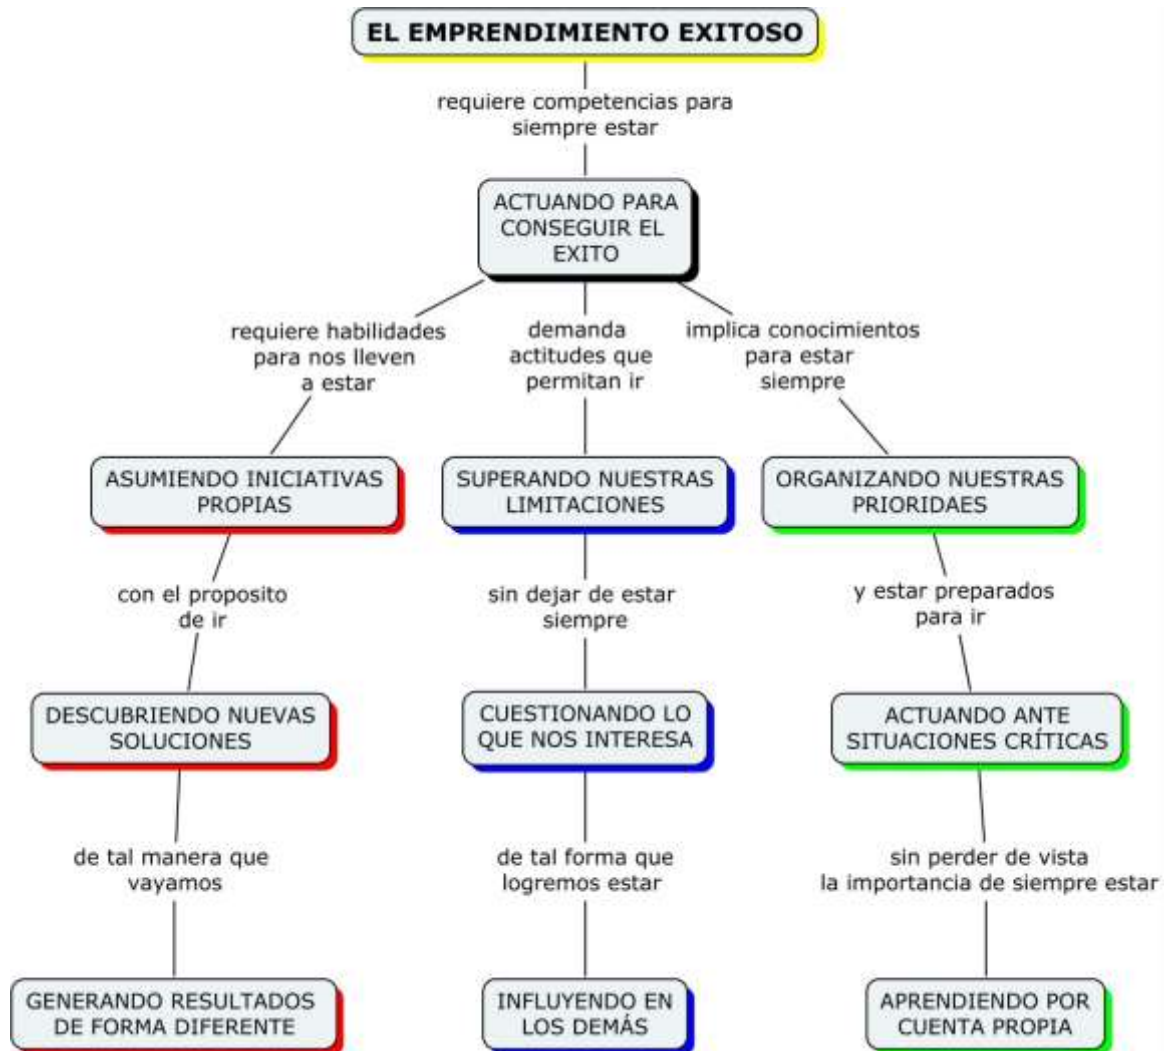 EL EMPRENDIMIENTO EXITOSO
requiere competencias para
siempre estar
ACTUANDO PARA
CONSEGUIR EL
EXITO
requiere habilidades
para nos lleven
a estar
demanda
actitudes que
permitan ir
implica conocimientos
para estar
siempre
ASUMIENDO INICIATIVAS
PROPIAS
SUPERANDO NUESTRAS
LIMITACIONES
ORGANIZANDO NUESTRAS
PRIORIDAES
con el proposito
de ir
sin dejar de estar
siempre
y estar preparados
para ir
DESCUBRIENDO NUEVAS
SOLUCIONES
CUESTIONANDO LO
QUE NOS INTERESA
ACTUANDO ANTE
SITUACIONES CRÍTICAS
de tal manera que
vayamos
de tal forma que
logremos estar
sin perder de vista
la importancia de siempre estar
GENERANDO RESULTADOS
DE FORMA DIFERENTE
INFLUYENDO EN
LOS DEMÁS
APRENDIENDO POR
CUENTA PROPIA